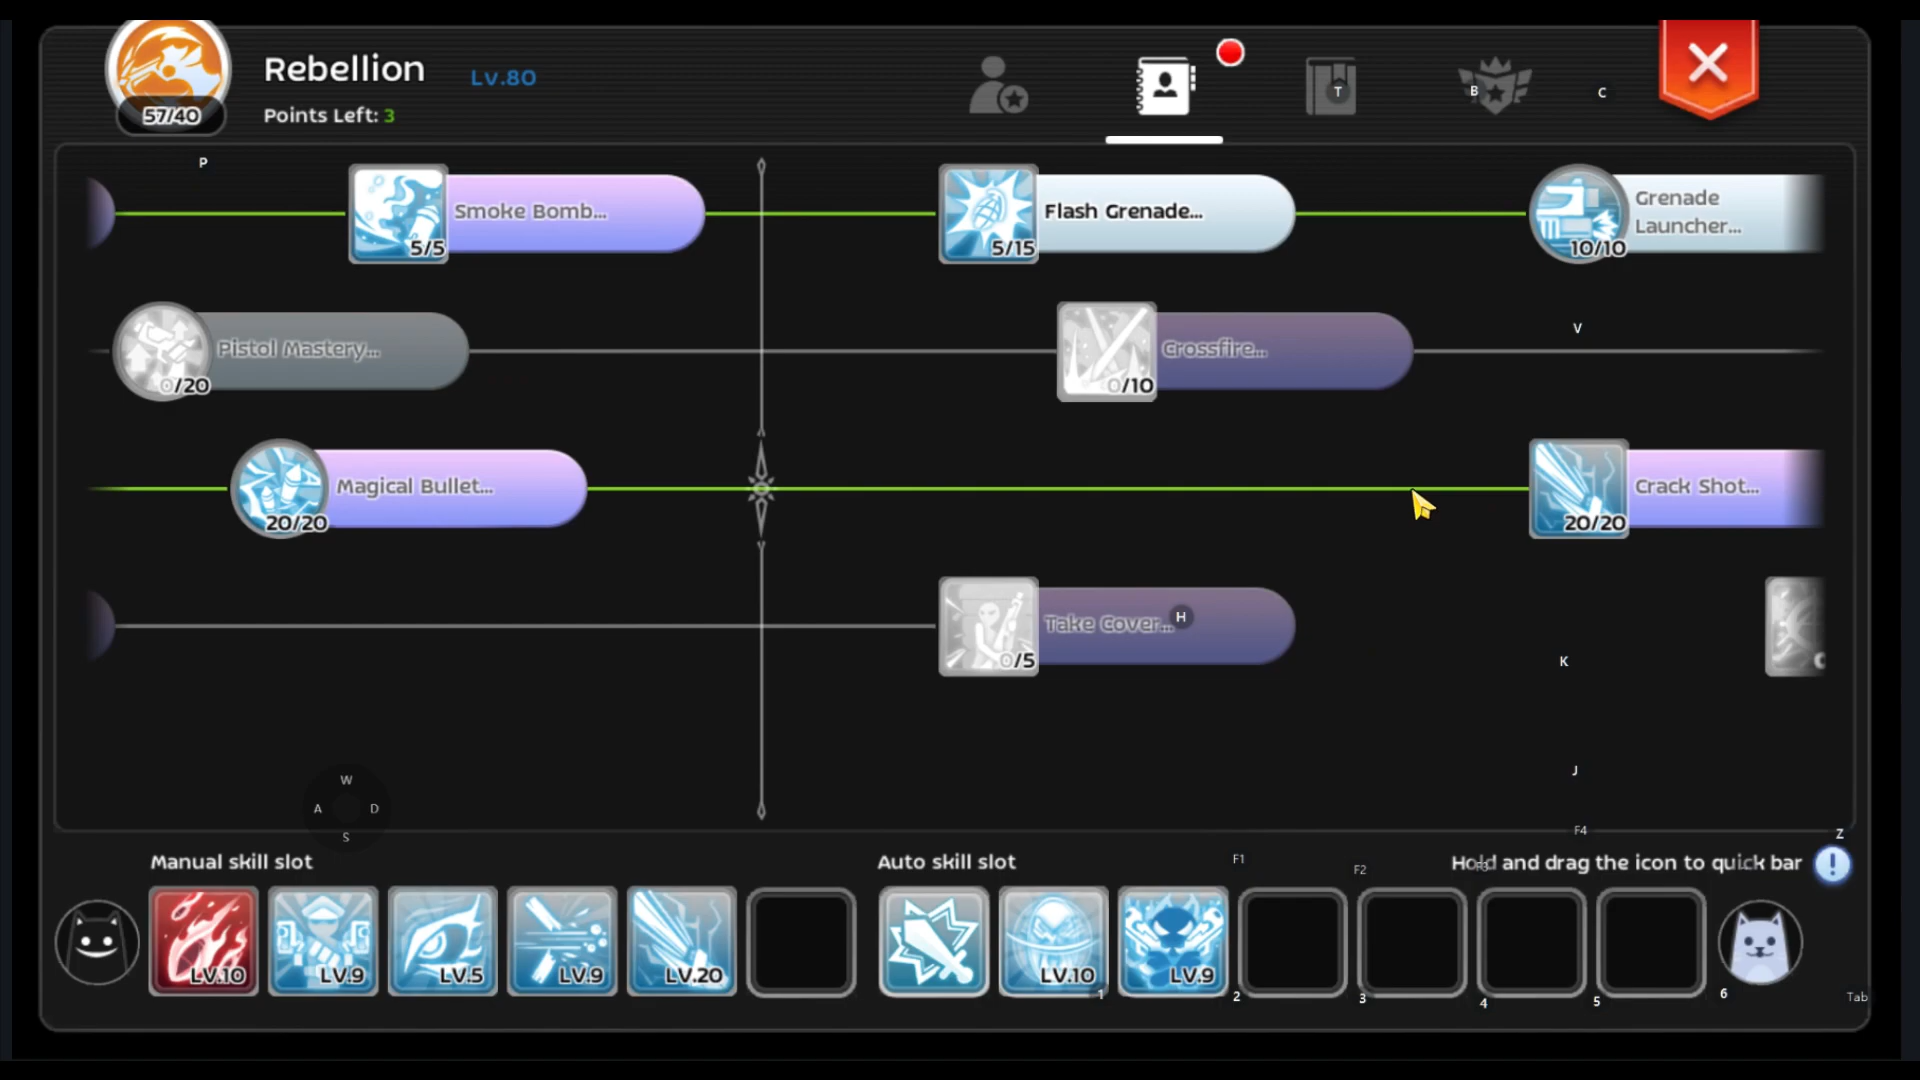 Rebellion Lv.80
57/40
Points Left: 3
T
B
C
P
Smoke Bomb...
5/5
Flash Grenade...
5/15
Grenade
Launcher...
10/10
V
Pistol Mastery...
0/20
Crossfire...
0/10
Magical Bullet...
20/20
Crack Shot...
20/20
Take Cover...
H
0/5
K
J
W
A
D
S
F4
Z
Manual skill slot
Auto skill slot
F1
F2
F3
Hold and drag the icon to quick bar
!
LV.10
LV.9
LV.5
LV.9
LV.20
LV.10
LV.9
1
2
3
4
5
6
Tab